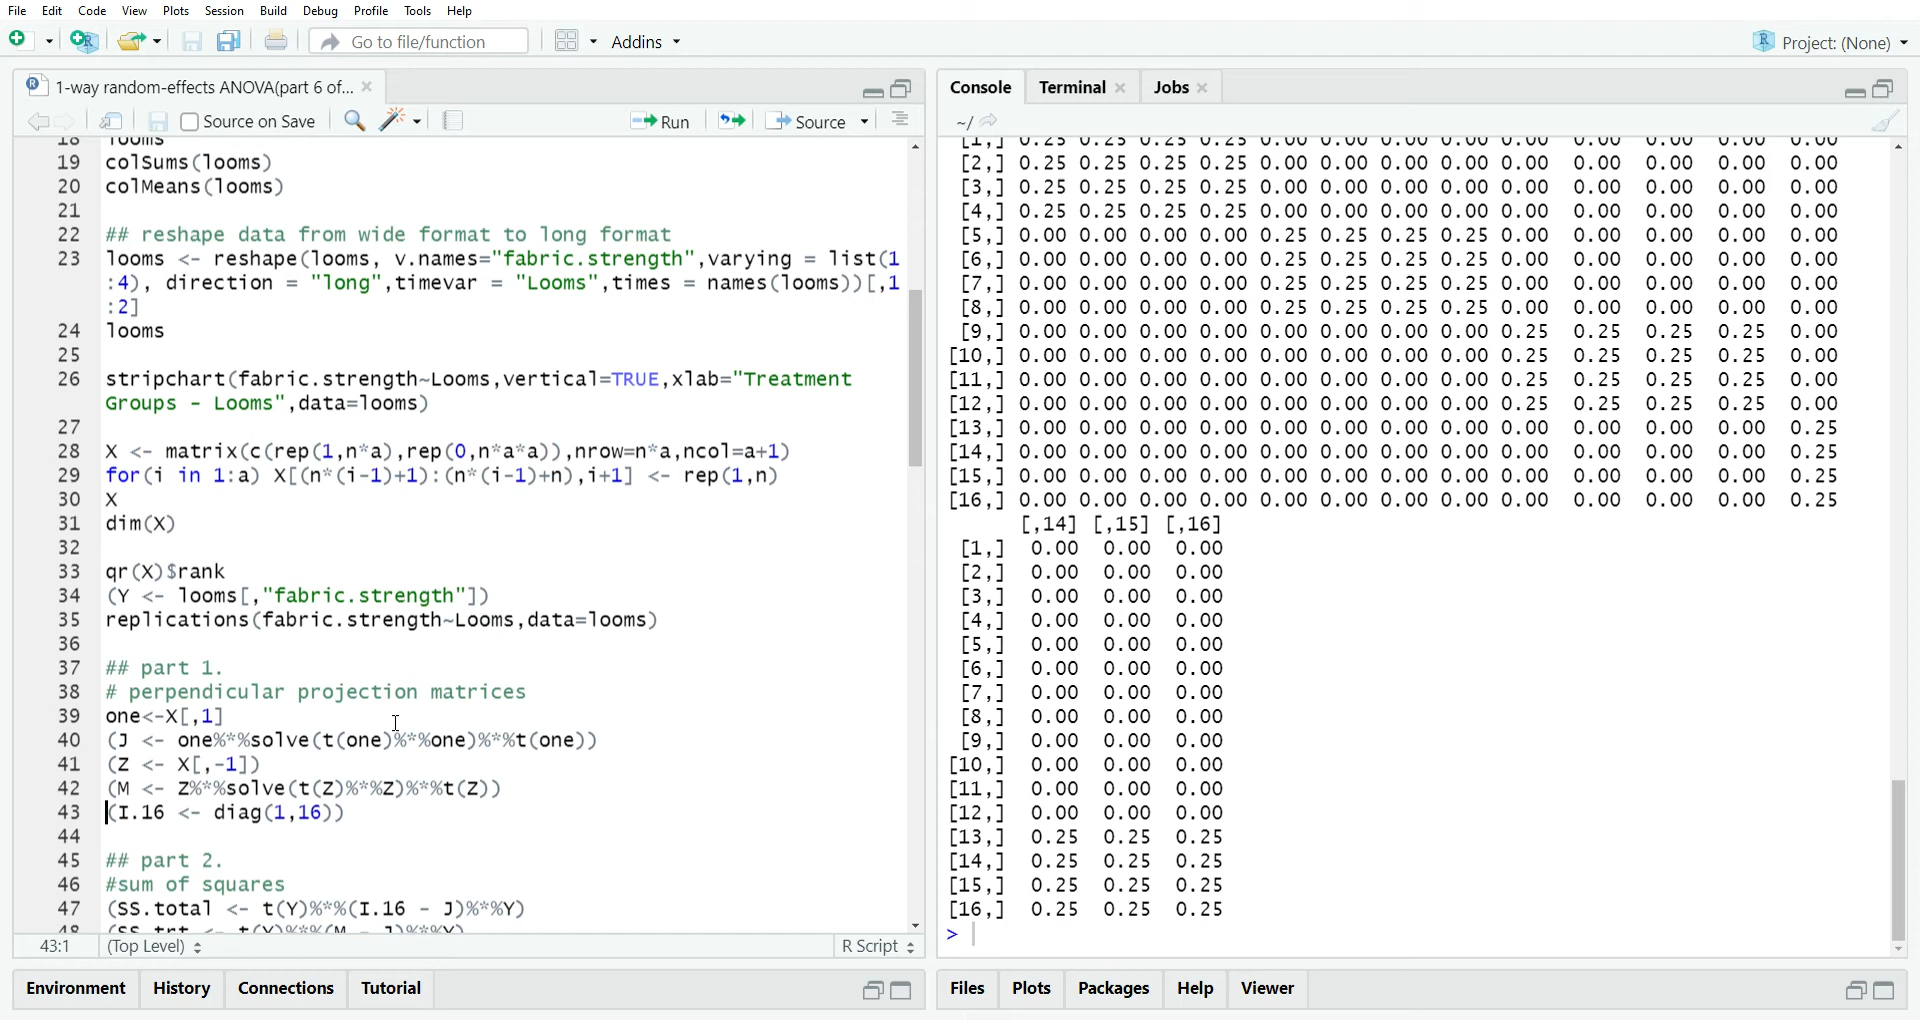 File Edit Code View Plots Session Build Debug Profile Tools Help
Go to file/function Addins Project: (None)
1-way random-effects ANOVA(part 6 of...
Source on Save Run Source
18 looms
19 colSums(looms)
20 colMeans(looms)
21
22 ## reshape data from wide format to long format
23 looms <- reshape(looms, v.names="fabric.strength",varying = list(1
:4), direction = "long",timevar = "Looms",times = names(looms))[,1
:2]
24 looms
25
26 stripchart(fabric.strength~Looms,vertical=TRUE,xlab="Treatment
Groups - Looms",data=looms)
27
28 X <- matrix(c(rep(1,n*a),rep(0,n*a*a)),nrow=n*a,ncol=a+1)
29 for(i in 1:a) X[(n*(i-1)+1):(n*(i-1)+n),i+1] <- rep(1,n)
30 X
31 dim(X)
32
33 qr(X)$rank
34 (Y <- looms[,"fabric.strength"])
35 replications(fabric.strength~Looms,data=looms)
36
37 ## part 1.
38 # perpendicular projection matrices
39 one<-X[,1]
40 (J <- one%*%solve(t(one)%*%one)%*%t(one))
41 (Z <- X[,-1])
42 (M <- Z%*%solve(t(Z)%*%Z)%*%t(Z))
43 (I.16 <- diag(1,16))
44
45 ## part 2.
46 #sum of squares
47 (SS.total <- t(Y)%*%(I.16 - J)%*%Y)
48 (SS.trt <- t(Y)%*%(M - J)%*%Y)
43:1 (Top Level) R Script
Environment History Connections Tutorial
Console Terminal Jobs
~/
[1,] 0.25 0.25 0.25 0.25 0.00 0.00 0.00 0.00 0.00 0.00 0.00 0.00 0.00
[2,] 0.25 0.25 0.25 0.25 0.00 0.00 0.00 0.00 0.00 0.00 0.00 0.00 0.00
[3,] 0.25 0.25 0.25 0.25 0.00 0.00 0.00 0.00 0.00 0.00 0.00 0.00 0.00
[4,] 0.25 0.25 0.25 0.25 0.00 0.00 0.00 0.00 0.00 0.00 0.00 0.00 0.00
[5,] 0.00 0.00 0.00 0.00 0.25 0.25 0.25 0.25 0.00 0.00 0.00 0.00 0.00
[6,] 0.00 0.00 0.00 0.00 0.25 0.25 0.25 0.25 0.00 0.00 0.00 0.00 0.00
[7,] 0.00 0.00 0.00 0.00 0.25 0.25 0.25 0.25 0.00 0.00 0.00 0.00 0.00
[8,] 0.00 0.00 0.00 0.00 0.25 0.25 0.25 0.25 0.00 0.00 0.00 0.00 0.00
[9,] 0.00 0.00 0.00 0.00 0.00 0.00 0.00 0.00 0.25 0.25 0.25 0.25 0.00
[10,] 0.00 0.00 0.00 0.00 0.00 0.00 0.00 0.00 0.25 0.25 0.25 0.25 0.00
[11,] 0.00 0.00 0.00 0.00 0.00 0.00 0.00 0.00 0.25 0.25 0.25 0.25 0.00
[12,] 0.00 0.00 0.00 0.00 0.00 0.00 0.00 0.00 0.25 0.25 0.25 0.25 0.00
[13,] 0.00 0.00 0.00 0.00 0.00 0.00 0.00 0.00 0.00 0.00 0.00 0.00 0.25
[14,] 0.00 0.00 0.00 0.00 0.00 0.00 0.00 0.00 0.00 0.00 0.00 0.00 0.25
[15,] 0.00 0.00 0.00 0.00 0.00 0.00 0.00 0.00 0.00 0.00 0.00 0.00 0.25
[16,] 0.00 0.00 0.00 0.00 0.00 0.00 0.00 0.00 0.00 0.00 0.00 0.00 0.25
[,14] [,15] [,16]
[1,] 0.00 0.00 0.00
[2,] 0.00 0.00 0.00
[3,] 0.00 0.00 0.00
[4,] 0.00 0.00 0.00
[5,] 0.00 0.00 0.00
[6,] 0.00 0.00 0.00
[7,] 0.00 0.00 0.00
[8,] 0.00 0.00 0.00
[9,] 0.00 0.00 0.00
[10,] 0.00 0.00 0.00
[11,] 0.00 0.00 0.00
[12,] 0.00 0.00 0.00
[13,] 0.25 0.25 0.25
[14,] 0.25 0.25 0.25
[15,] 0.25 0.25 0.25
[16,] 0.25 0.25 0.25
>
Files Plots Packages Help Viewer